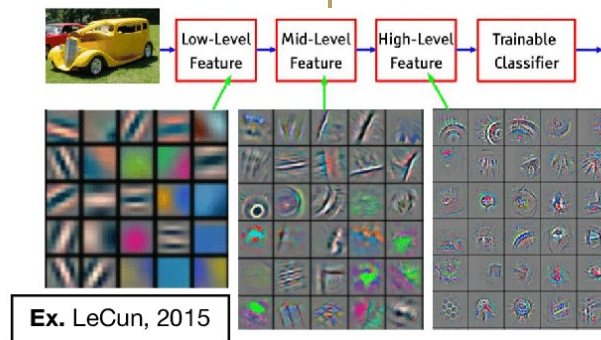 Low-Level
Feature
Mid-Level
Feature
High-Level
Feature
Trainable
Classifier
Ex. LeCun, 2015